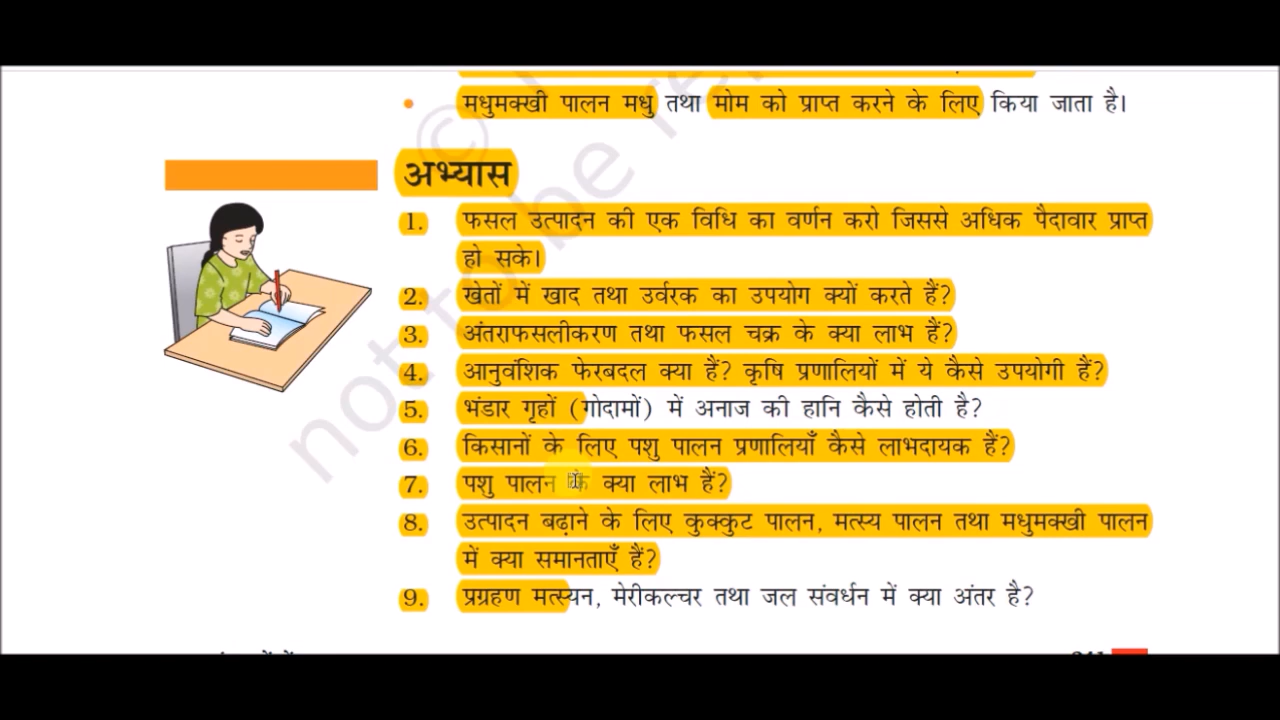 मधुमक्खी पालन मधु तथा मोम को प्राप्त करने के लिए किया जाता है।
अभ्यास
1. फसल उत्पादन की एक विधि का वर्णन करो जिससे अधिक पैदावार प्राप्त
हो सके।
2. खेतों में खाद तथा उर्वरक का उपयोग क्यों करते हैं?
3. अंतराफसलीकरण तथा फसल चक्र के क्या लाभ हैं?
4. आनुवंशिक फेरबदल क्या हैं? कृषि प्रणालियों में ये कैसे उपयोगी हैं?
5. भंडार गृहों (गोदामों) में अनाज की हानि कैसे होती है?
6. किसानों के लिए पशु पालन प्रणालियाँ कैसे लाभदायक हैं?
7. पशु पालन के क्या लाभ हैं?
8. उत्पादन बढ़ाने के लिए कुक्कुट पालन, मत्स्य पालन तथा मधुमक्खी पालन
में क्या समानताएँ हैं?
9. प्रग्रहण मत्स्यन, मेरीकल्चर तथा जल संवर्धन में क्या अंतर है?
not to be